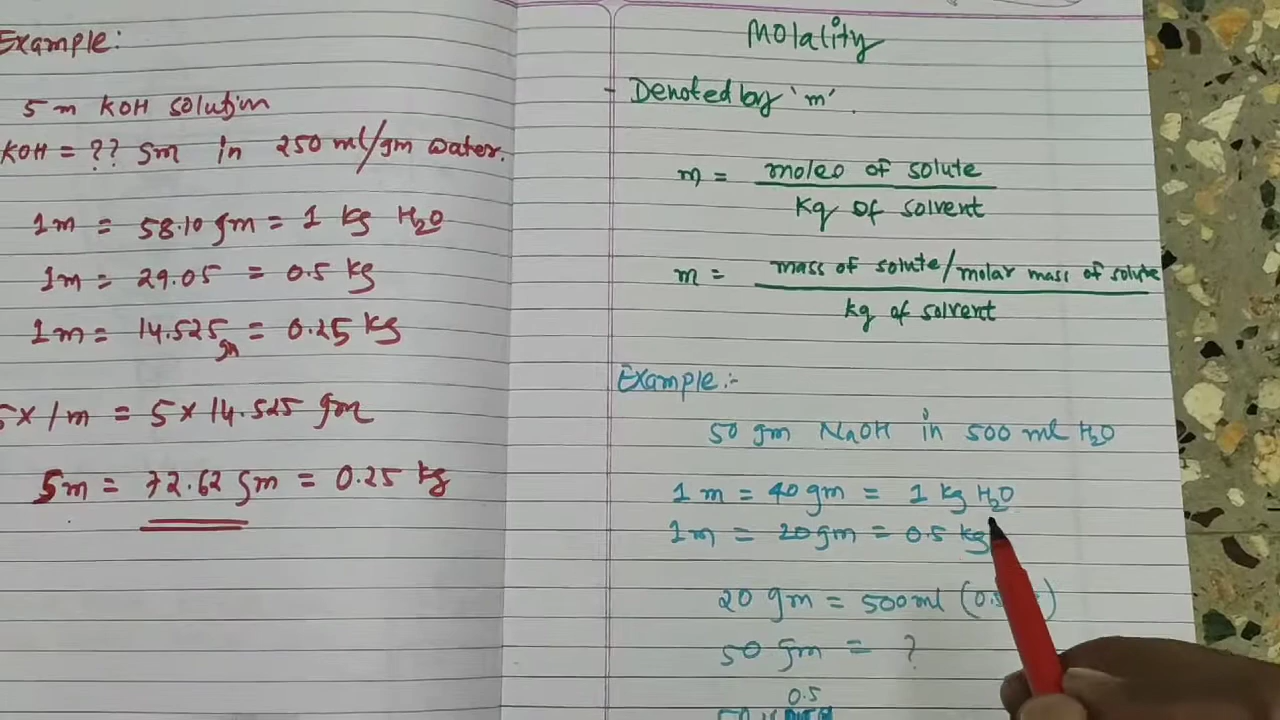 Example:
5 m KOH solution
KOH = ?? gm in 250 ml/gm water.
1m = 58.10 gm = 1 kg H2O
1m = 29.05 = 0.5 kg
1m = 14.525 gm = 0.25 kg
5 x 1m = 5 x 14.525 gm
5m = 72.62 gm = 0.25 kg
Molality
- Denoted by 'm'.
m = moles of solute
Kg of solvent
m = mass of solute/molar mass of solute
kg of solvent
Example:-
50 gm NaOH in 500 ml H2O
1 m = 40 gm = 1 kg H2O
1m = 20 gm = 0.5 kg
20 gm = 500 ml
50 gm = ?
0.5